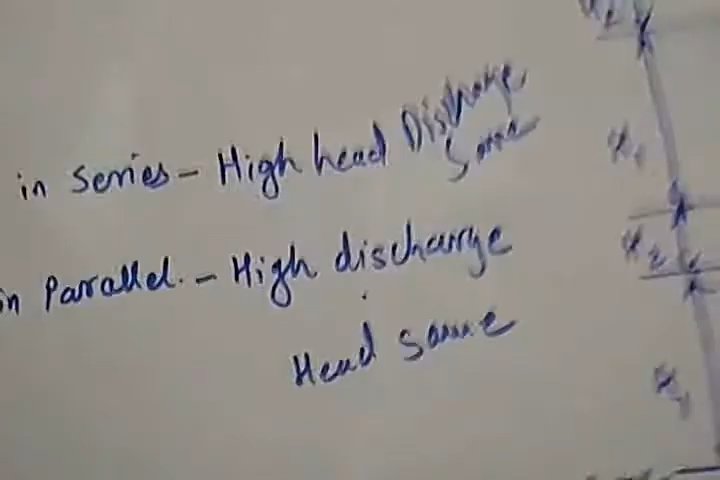 in Series - High head Discharge
Same
in Parallel. - High discharge
Head same